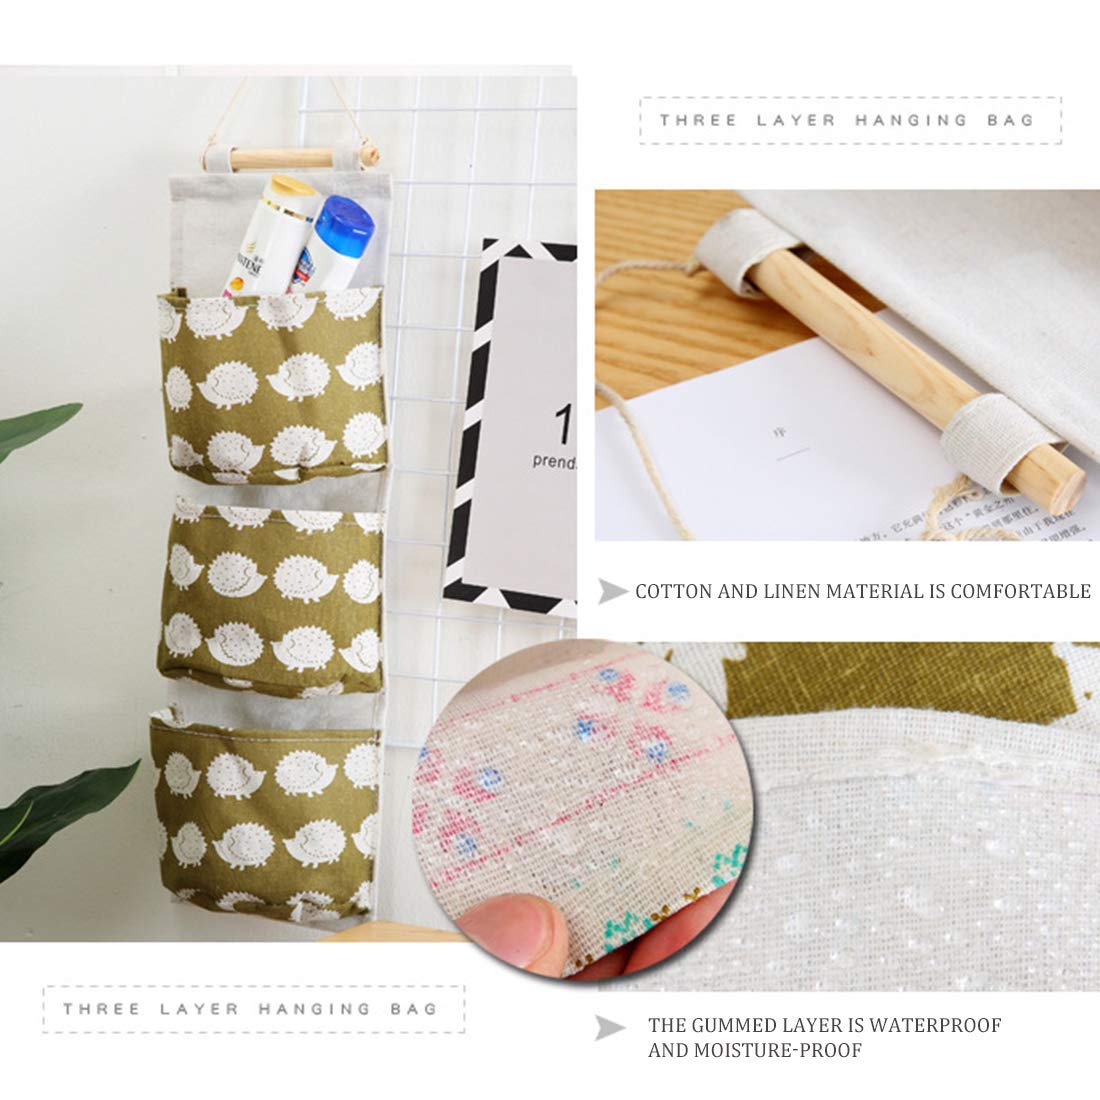 THREE LAYER HANGING BAG
1
prend.
序
COTTON AND LINEN MATERIAL IS COMFORTABLE
THREE LAYER HANGING BAG
THE GUMMED LAYER IS WATERPROOF
AND MOISTURE-PROOF